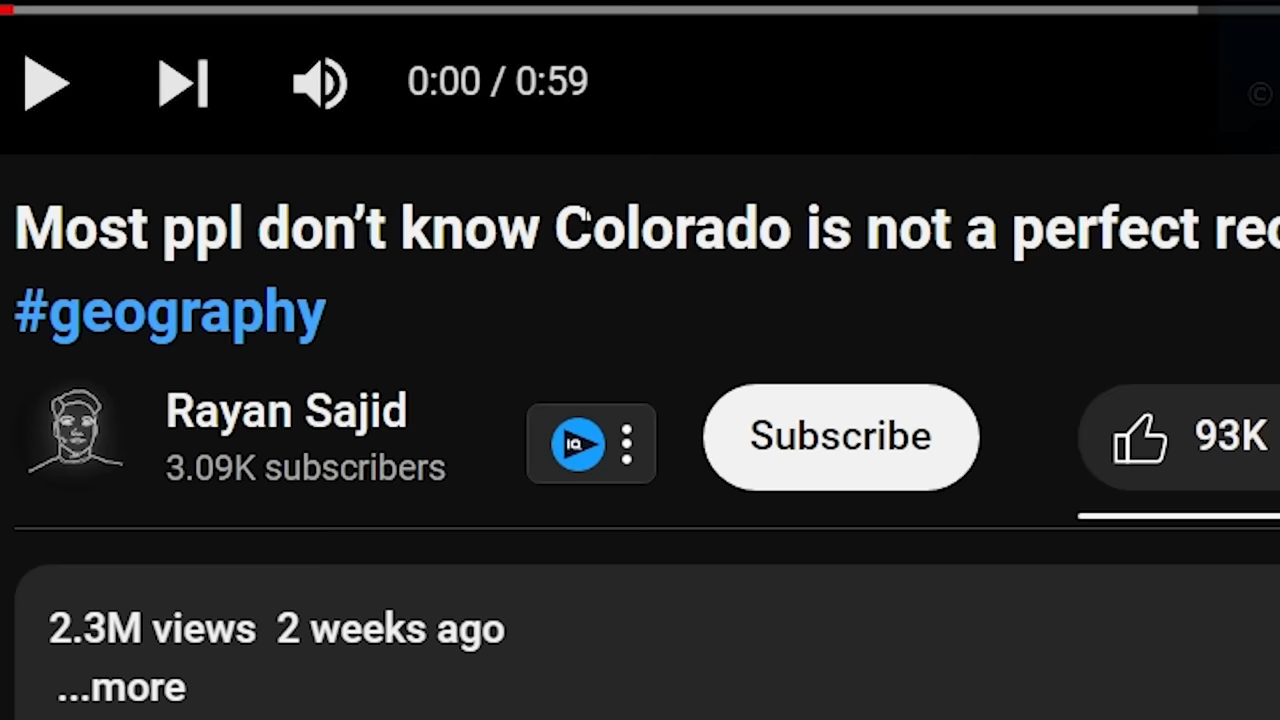 0:00 / 0:59
©
Most ppl don’t know Colorado is not a perfect
#geography
Rayan Sajid
3.09K subscribers
IQ
Subscribe
93K
2.3M views 2 weeks ago
...more